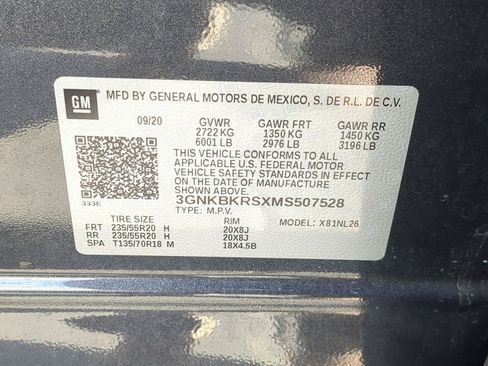 GM
MFD BY GENERAL MOTORS DE MEXICO, S. DE R.L. DE C.V.
09/20 GVWR GAWR FRT GAWR RR
2722 KG 1350 KG 1450 KG
6001 LB 2976 LB 3196 LB
THIS VEHICLE CONFORMS TO ALL
APPLICABLE U.S. FEDERAL MOTOR
VEHICLE SAFETY STANDARDS IN EFFECT
ON THE DATE OF MANUFACTURE
SHOWN ABOVE.
333E 3GNKBKRSXMS507528
TYPE: M.P.V. MODEL: X81NL26
TIRE SIZE RIM
FRT 235/55R20 H 20X8J
RR 235/55R20 H 20X8J
SPA T135/70R18 M 18X4.5B